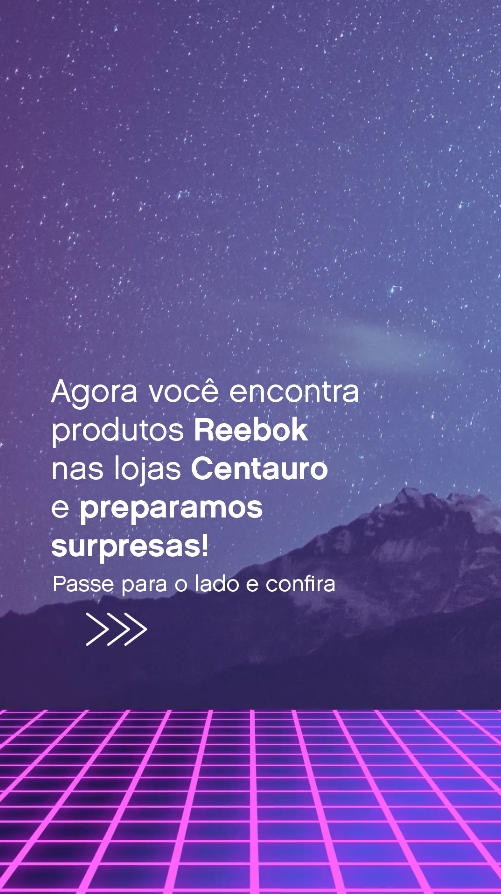 Agora você encontra
produtos Reebok
nas lojas Centauro
e preparamos
surpresas!
Passe para o lado e confira